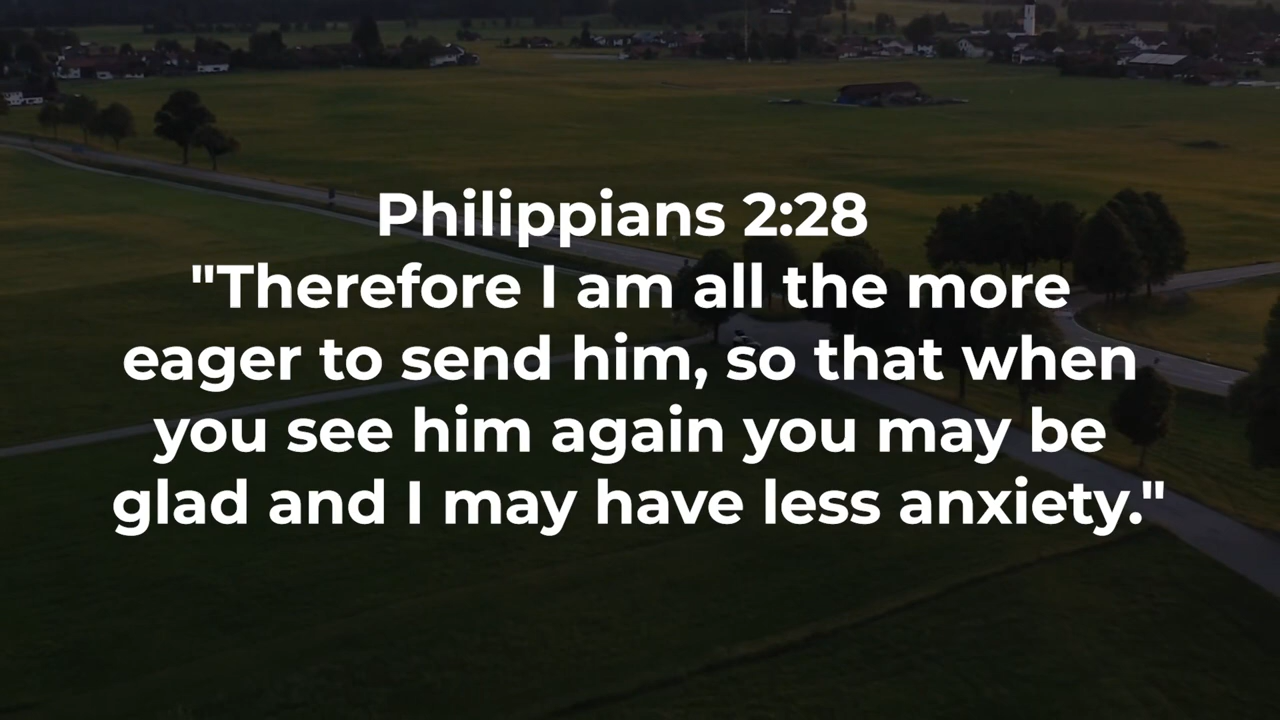 Philippians 2:28
"Therefore I am all the more
eager to send him, so that when
you see him again you may be
glad and I may have less anxiety."